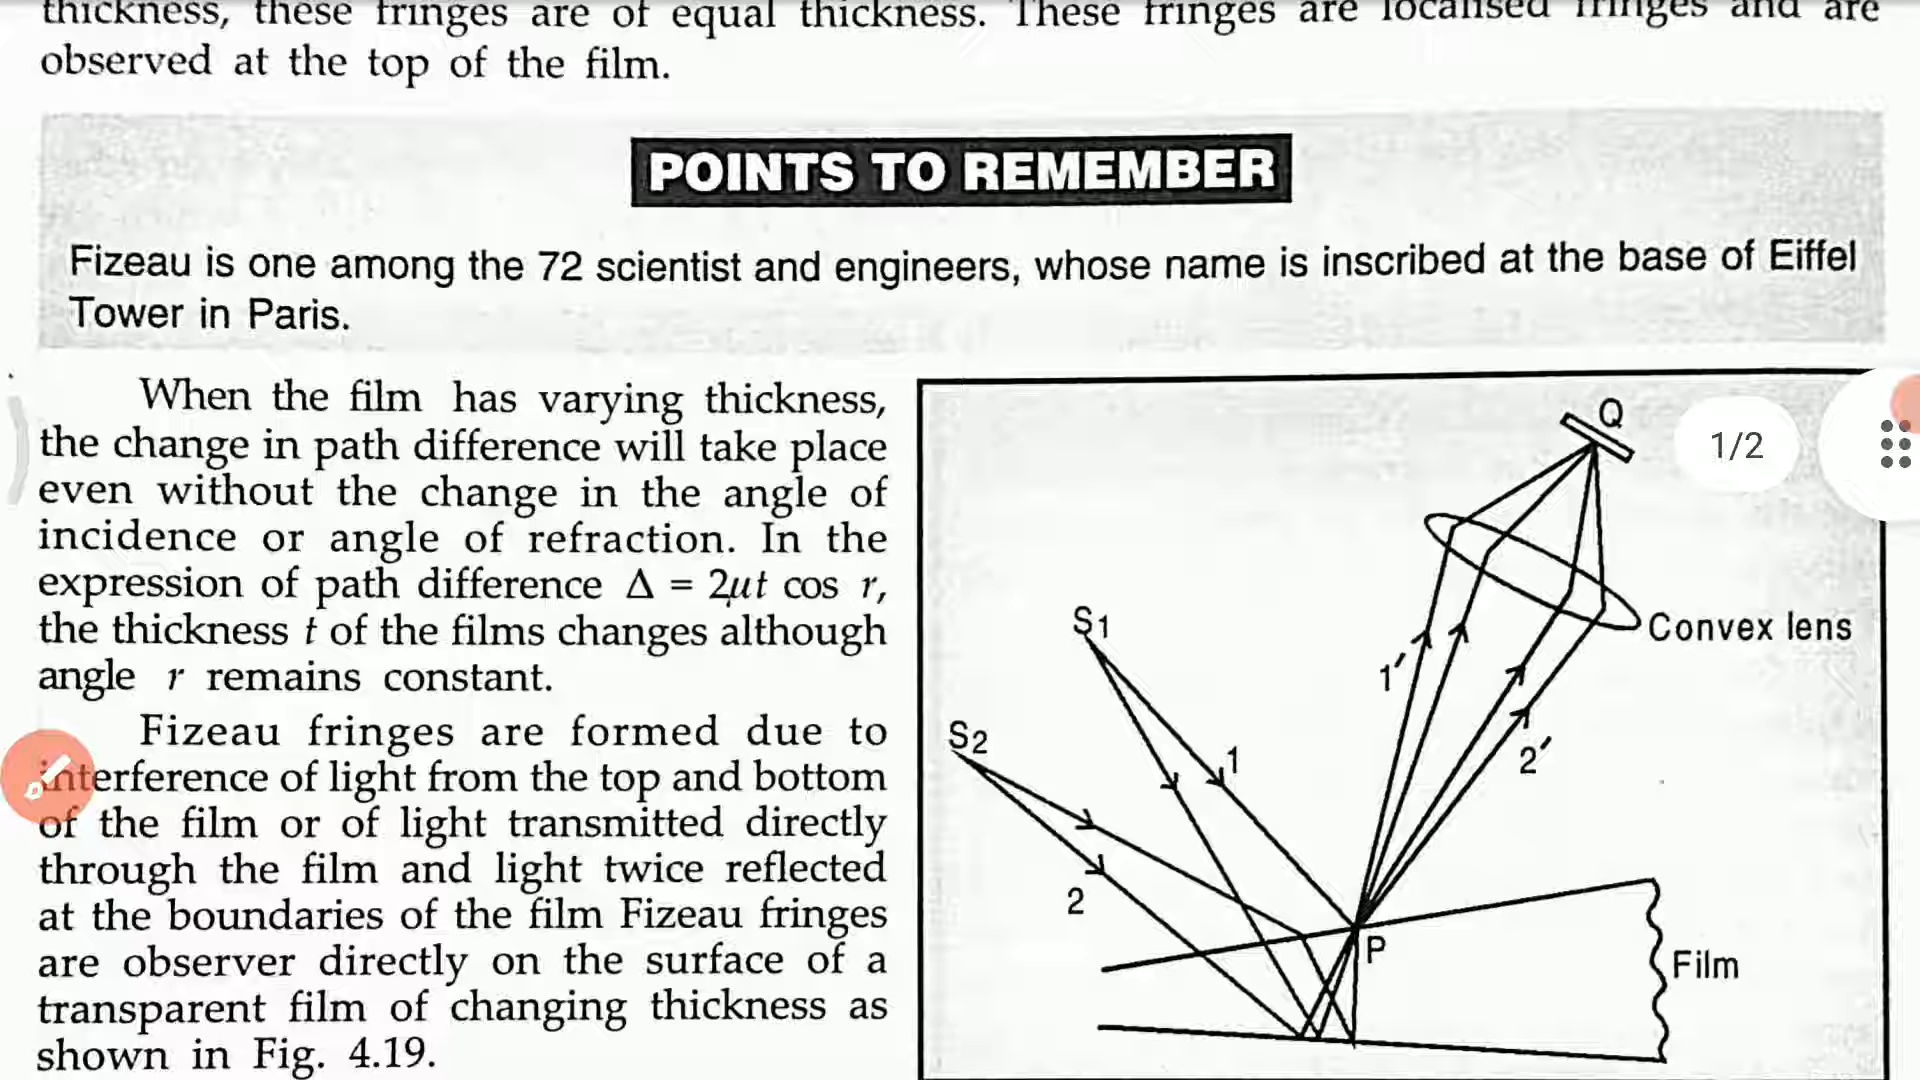 thickness, these fringes are of equal thickness. These fringes are localised fringes and are
observed at the top of the film.
POINTS TO REMEMBER
Fizeau is one among the 72 scientist and engineers, whose name is inscribed at the base of Eiffel
Tower in Paris.
When the film has varying thickness,
the change in path difference will take place
even without the change in the angle of
incidence or angle of refraction. In the
expression of path difference Δ = 2μt cos r,
the thickness t of the films changes although
angle r remains constant.
Fizeau fringes are formed due to
interference of light from the top and bottom
of the film or of light transmitted directly
through the film and light twice reflected
at the boundaries of the film Fizeau fringes
are observer directly on the surface of a
transparent film of changing thickness as
shown in Fig. 4.19.
Q
1/2
Convex lens
S1
1′
S2
1
2′
2
P
Film